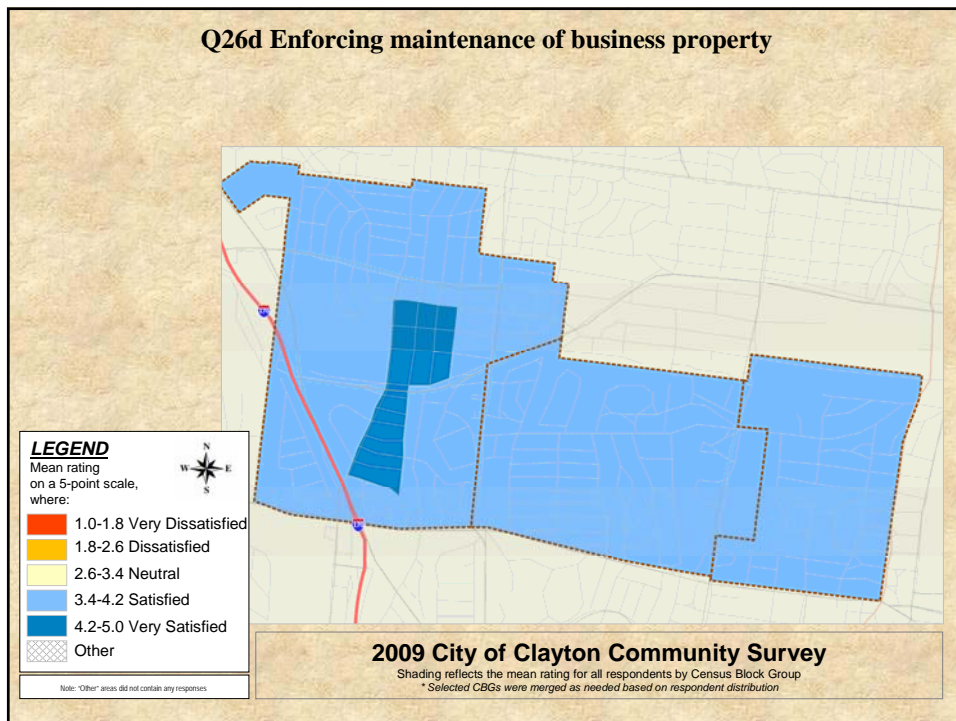 Q26d Enforcing maintenance of business property
LEGEND
Mean rating
on a 5-point scale,
where:
N
W E
S
1.0-1.8 Very Dissatisfied
1.8-2.6 Dissatisfied
2.6-3.4 Neutral
3.4-4.2 Satisfied
4.2-5.0 Very Satisfied
Other
Note: "Other" areas did not contain any responses
2009 City of Clayton Community Survey
Shading reflects the mean rating for all respondents by Census Block Group
* Selected CBGs were merged as needed based on respondent distribution